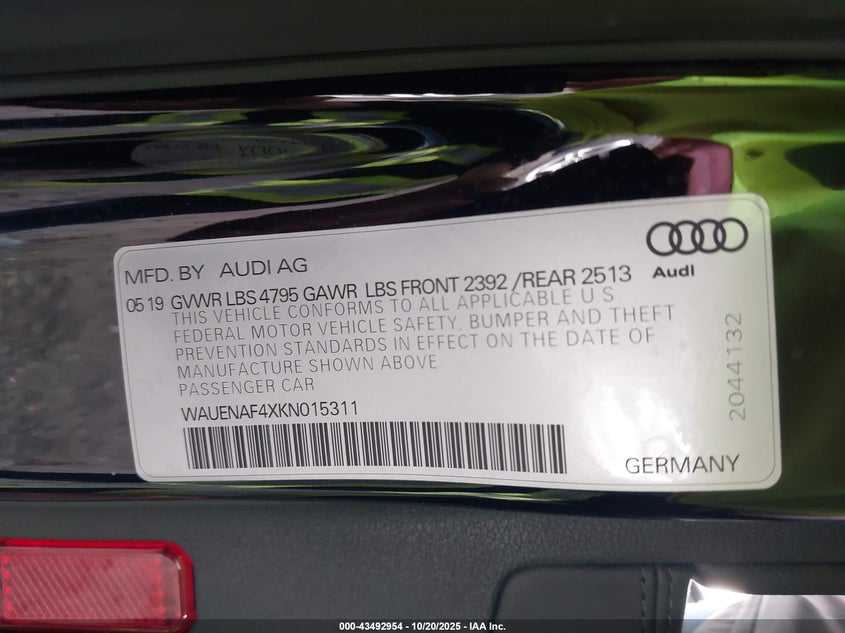 MFD. BY AUDI AG
Audi
05 19 GVWR LBS 4795 GAWR LBS FRONT 2392 /REAR 2513
THIS VEHICLE CONFORMS TO ALL APPLICABLE U.S.
FEDERAL MOTOR VEHICLE SAFETY, BUMPER AND THEFT
PREVENTION STANDARDS IN EFFECT ON THE DATE OF
MANUFACTURE SHOWN ABOVE
PASSENGER CAR
WAUENAF4XKN015311
GERMANY
2044132
000-43492954 - 10/20/2025 - IAA Inc.